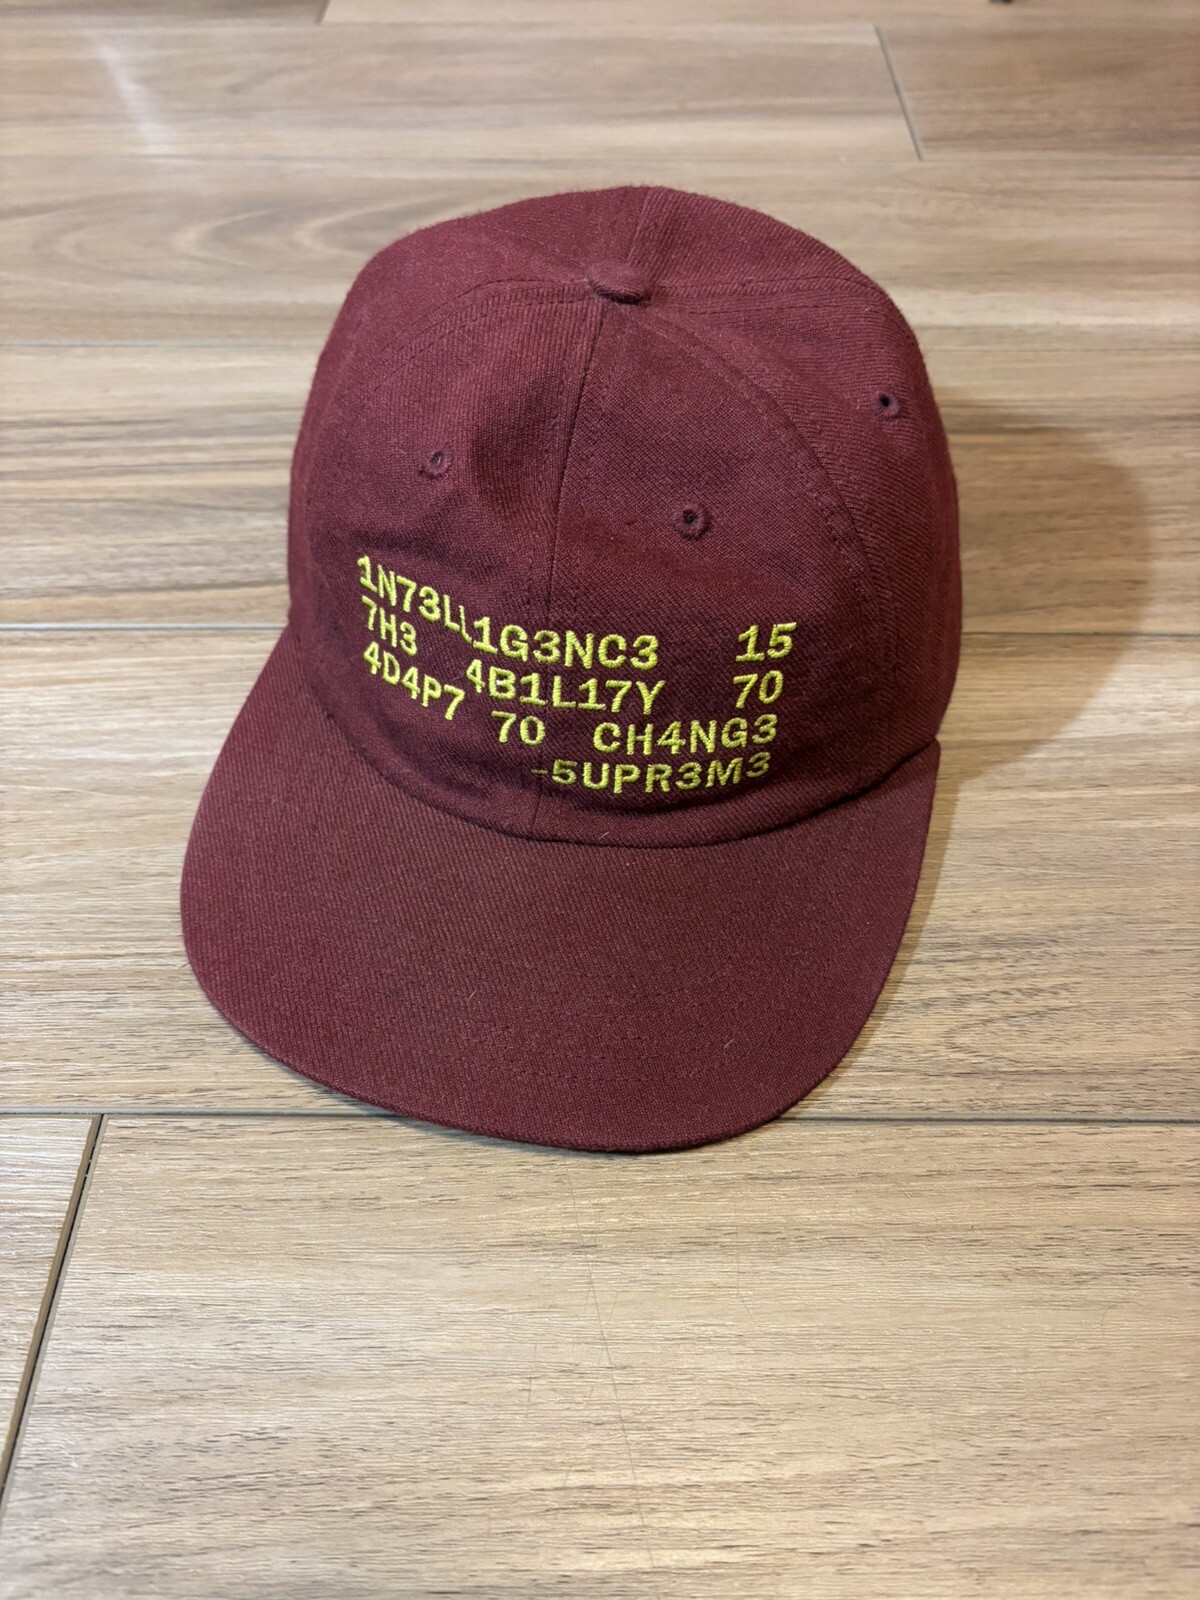 1N73LL1G3NC3 15
7H3 4B1L17Y 70
4D4P7 70 CH4NG3
-5UPR3M3